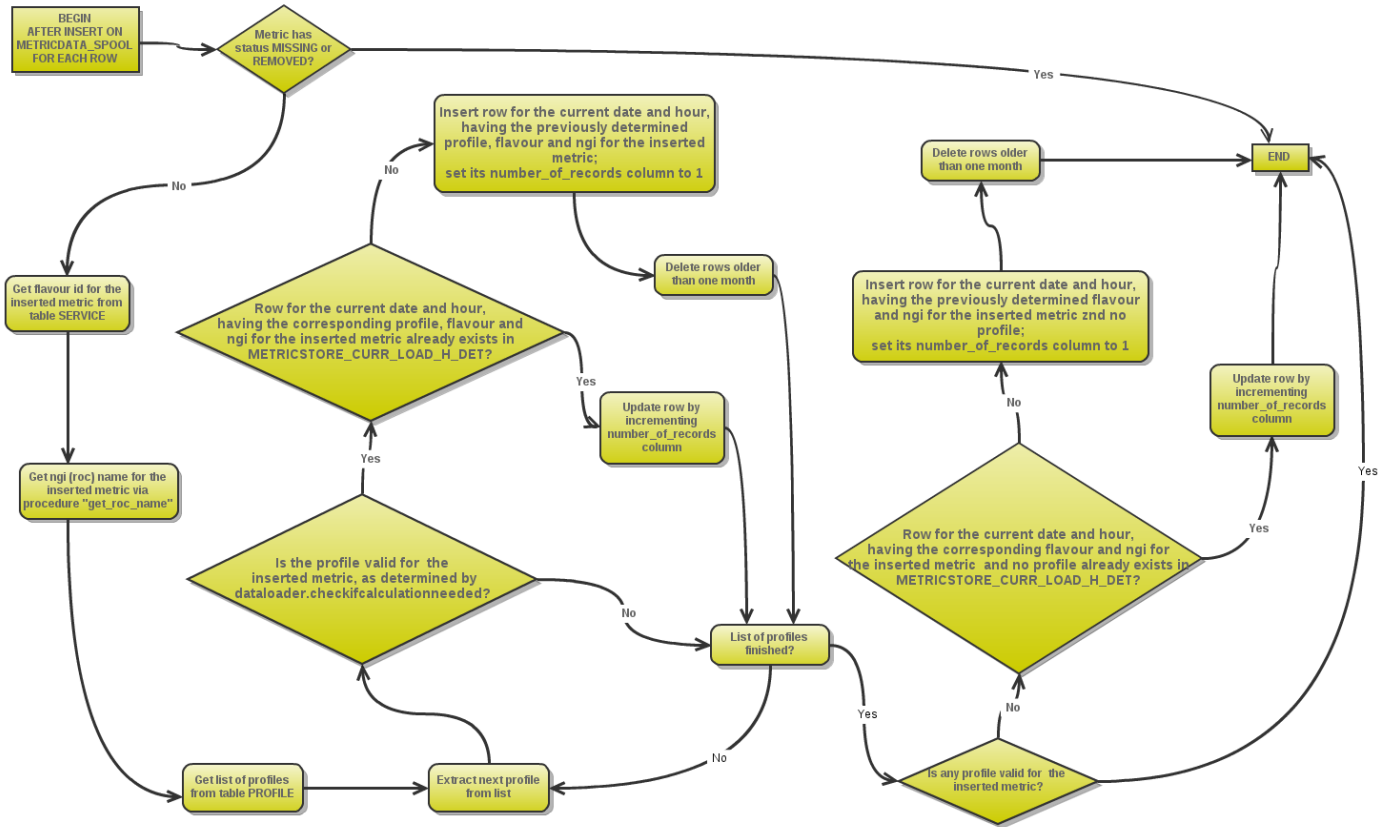 BEGIN
AFTER INSERT ON
METRICDATA_SPOOL
FOR EACH ROW
Metric has
status MISSING or
REMOVED?
Yes
No
Get flavour id for the
inserted metric from
table SERVICE
Get ngi (roc) name for the
inserted metric via
procedure "get_roc_name"
Get list of profiles
from table PROFILE
Extract next profile
from list
Is the profile valid for the
inserted metric, as determined by
dataloader.checkifcalculationneeded?
Yes
No
Row for the current date and hour,
having the corresponding profile, flavour and
ngi for the inserted metric already exists in
METRICSTORE_CURR_LOAD_H_DET?
No
Yes
Insert row for the current date and hour,
having the previously determined
profile, flavour and ngi for the inserted
metric;
set its number_of_records column to 1
Delete rows older
than one month
Update row by
incrementing
number_of_records
column
List of profiles
finished?
No
Yes
Is any profile valid for the
inserted metric?
No
Yes
Row for the current date and hour,
having the corresponding flavour and ngi for
the inserted metric and no profile already exists in
METRICSTORE_CURR_LOAD_H_DET?
No
Yes
Insert row for the current date and hour,
having the previously determined flavour
and ngi for the inserted metric znd no
profile;
set its number_of_records column to 1
Update row by
incrementing
number_of_records
column
Delete rows older
than one month
END